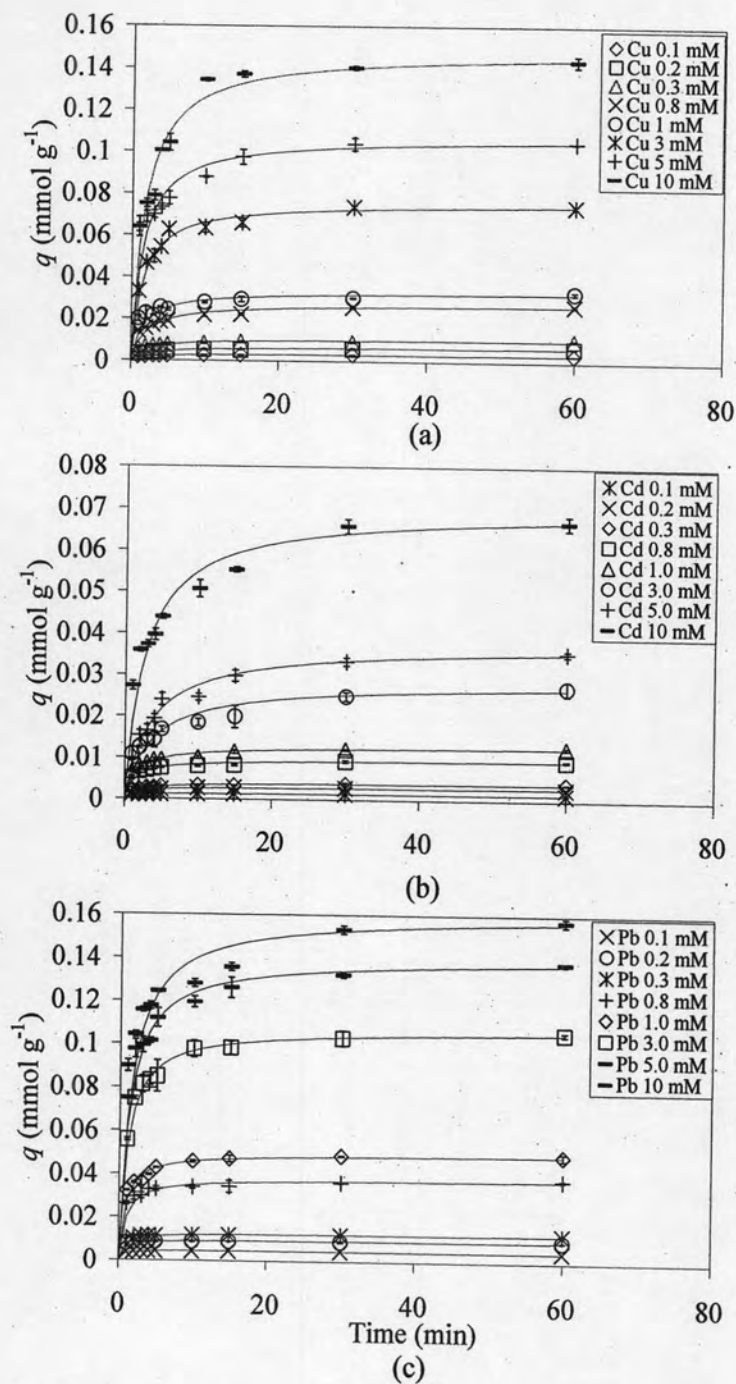 0.16
0.14
0.12
0.1
0.08
0.06
0.04
0.02
0
q (mmol g⁻¹)
Cu 0.1 mM
Cu 0.2 mM
Cu 0.3 mM
Cu 0.8 mM
Cu 1 mM
Cu 3 mM
Cu 5 mM
Cu 10 mM
0 20 40 60 80
(a)
0.08
0.07
0.06
0.05
0.04
0.03
0.02
0.01
0
q (mmol g⁻¹)
Cd 0.1 mM
Cd 0.2 mM
Cd 0.3 mM
Cd 0.8 mM
Cd 1.0 mM
Cd 3.0 mM
Cd 5.0 mM
Cd 10 mM
0 20 40 60 80
(b)
0.16
0.14
0.12
0.1
0.08
0.06
0.04
0.02
0
q (mmol g⁻¹)
Pb 0.1 mM
Pb 0.2 mM
Pb 0.3 mM
Pb 0.8 mM
Pb 1.0 mM
Pb 3.0 mM
Pb 5.0 mM
Pb 10 mM
0 20 40 60 80
Time (min)
(c)